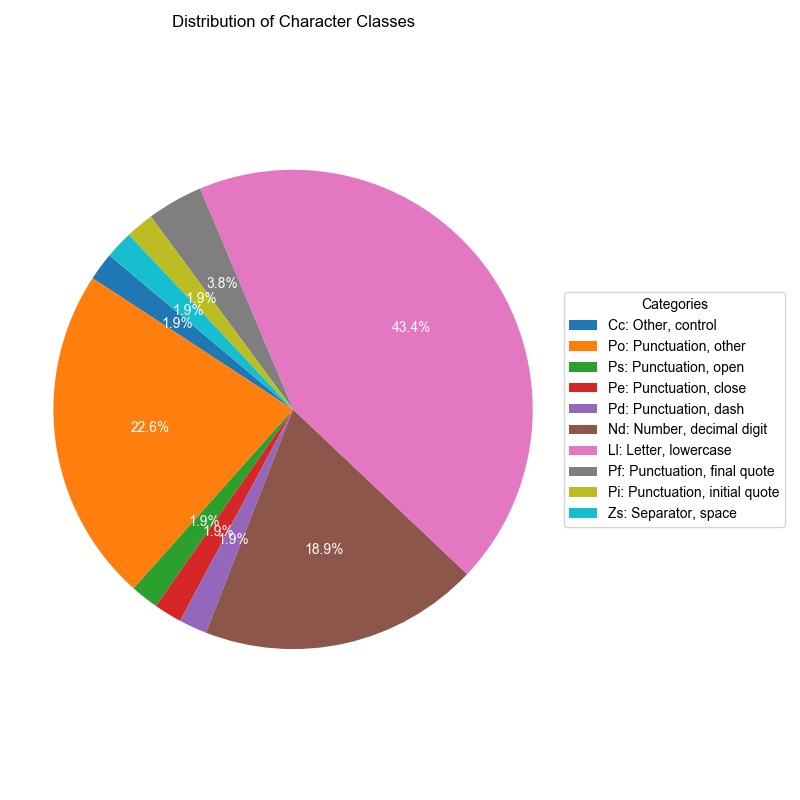 Distribution of Character Classes
3.8%
1.9%
1.9%
1.9%
43.4%
22.6%
1.9%
1.9%
1.9%
18.9%
Categories
Cc: Other, control
Po: Punctuation, other
Ps: Punctuation, open
Pe: Punctuation, close
Pd: Punctuation, dash
Nd: Number, decimal digit
Ll: Letter, lowercase
Pf: Punctuation, final quote
Pi: Punctuation, initial quote
Zs: Separator, space